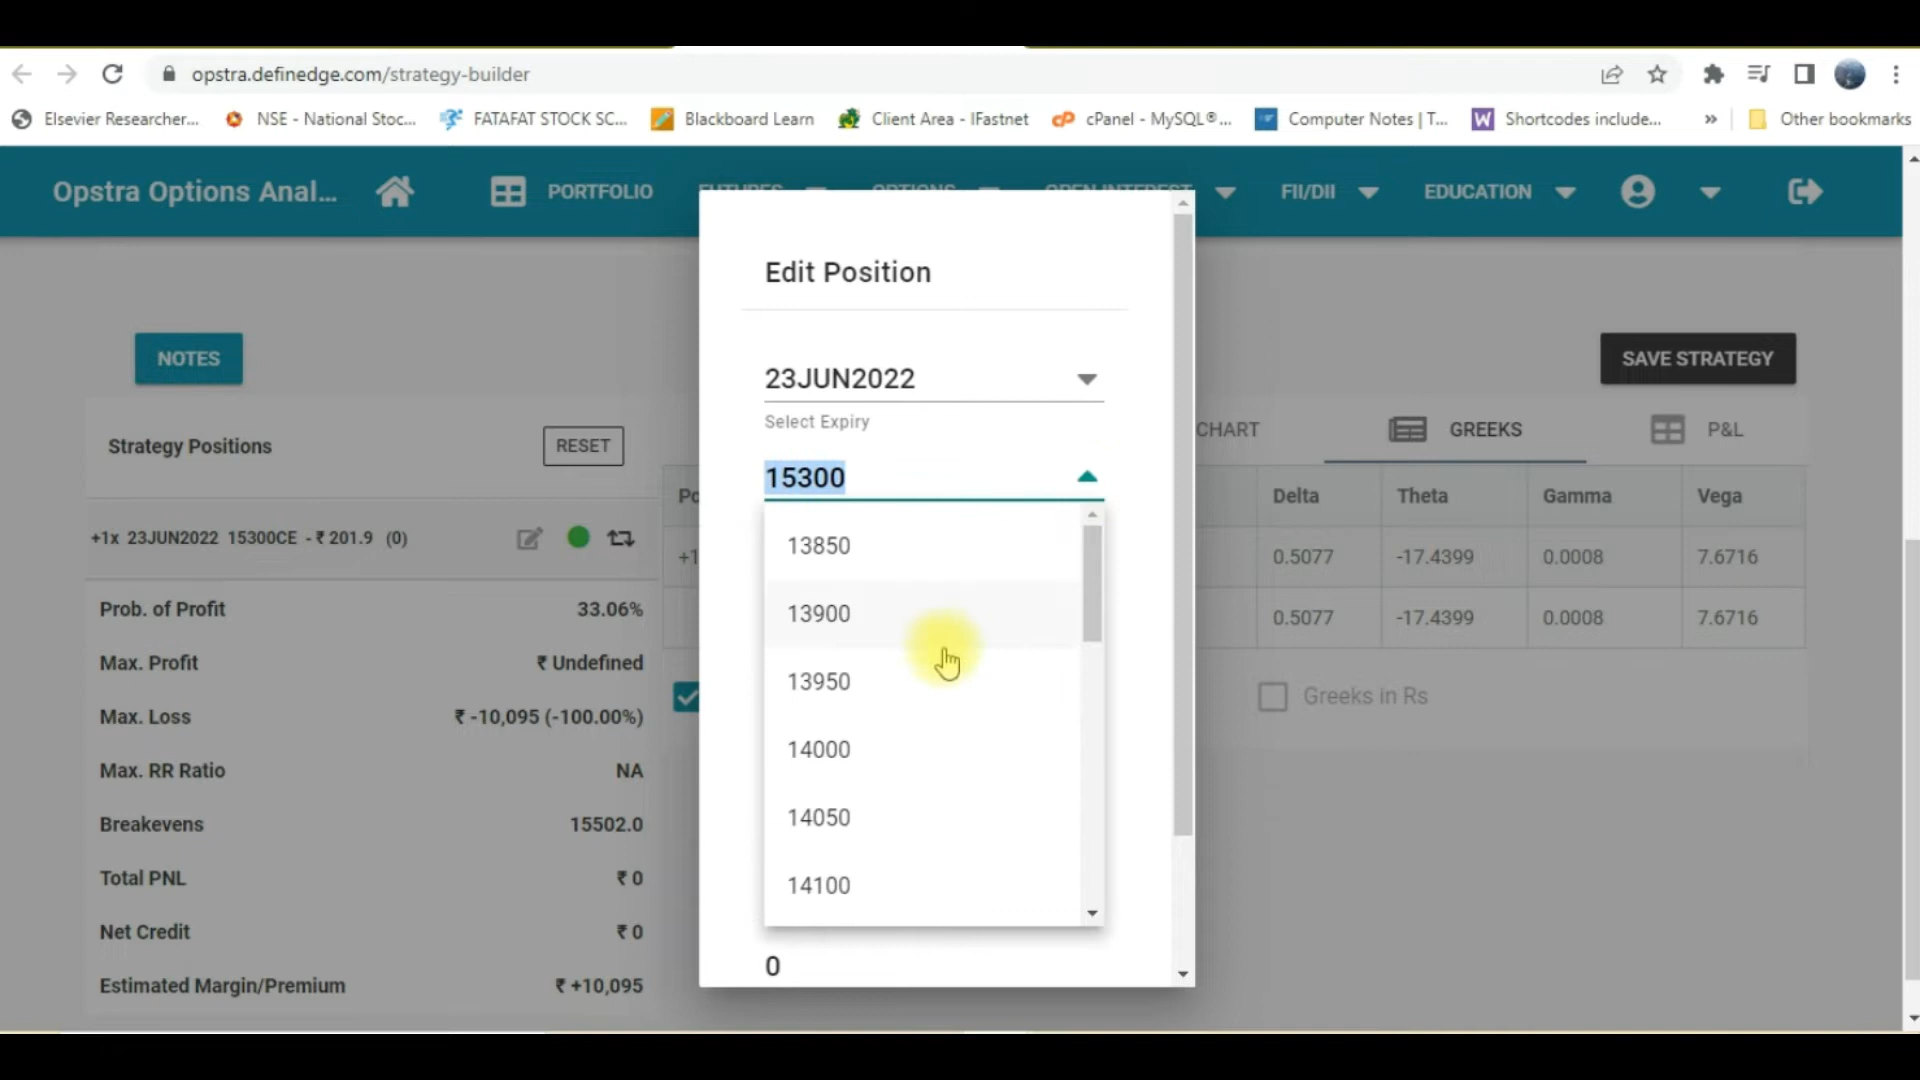 opstra.definedge.com/strategy-builder
Elsevier Researcher...
NSE - National Stoc...
FATAFAT STOCK SC...
Blackboard Learn
Client Area - IFastnet
cPanel - MySQL®...
Computer Notes | T...
Shortcodes include...
»
Other bookmarks
Opstra Options Anal...
PORTFOLIO
FUTURES
OPTIONS
OPEN INTEREST
FII/DII
EDUCATION
NOTES
SAVE STRATEGY
Strategy Positions
RESET
+1x 23JUN2022 15300CE - ₹ 201.9 (0)
Prob. of Profit 33.06%
Max. Profit ₹ Undefined
Max. Loss ₹ -10,095 (-100.00%)
Max. RR Ratio NA
Breakevens 15502.0
Total PNL ₹ 0
Net Credit ₹ 0
Estimated Margin/Premium ₹ +10,095
Edit Position
23JUN2022
Select Expiry
15300
13850
13900
13950
14000
14050
14100
0
CHART
GREEKS
P&L
Po
Delta Theta Gamma Vega
+1
0.5077 -17.4399 0.0008 7.6716
0.5077 -17.4399 0.0008 7.6716
Greeks in Rs